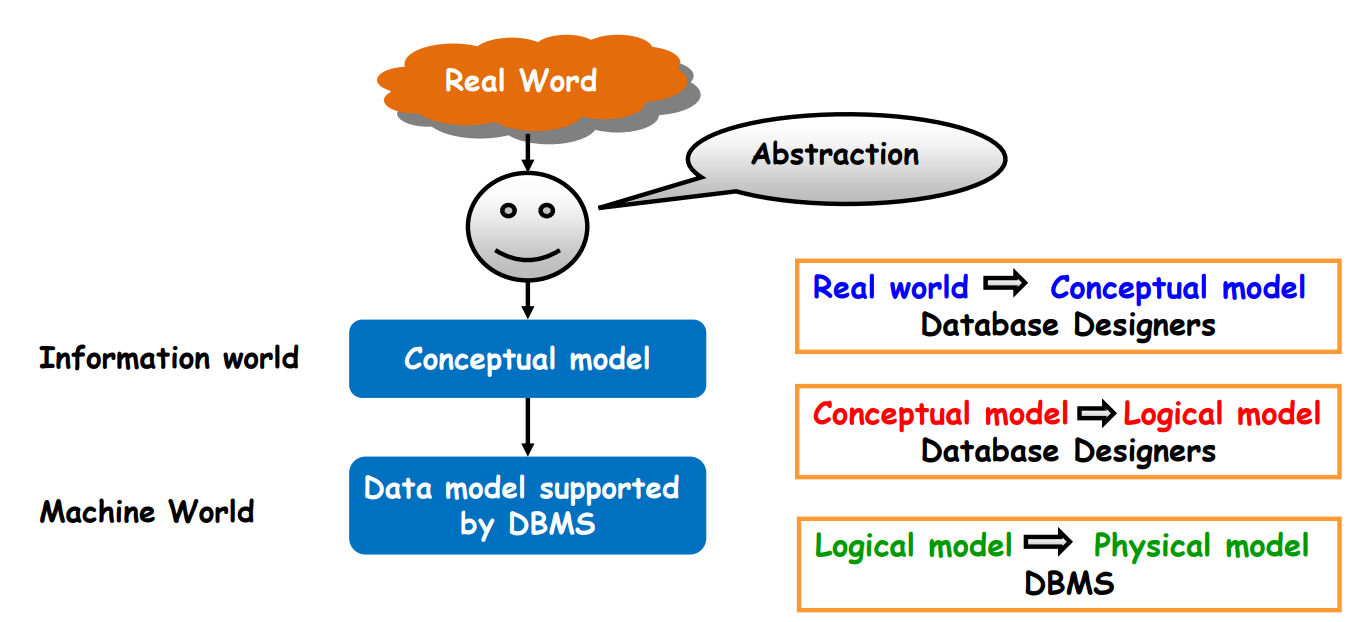 Real Word
Abstraction
Real world ⇨ Conceptual model
Database Designers
Information world
Conceptual model
Conceptual model ⇨ Logical model
Database Designers
Machine World
Data model supported
by DBMS
Logical model ⇨ Physical model
DBMS